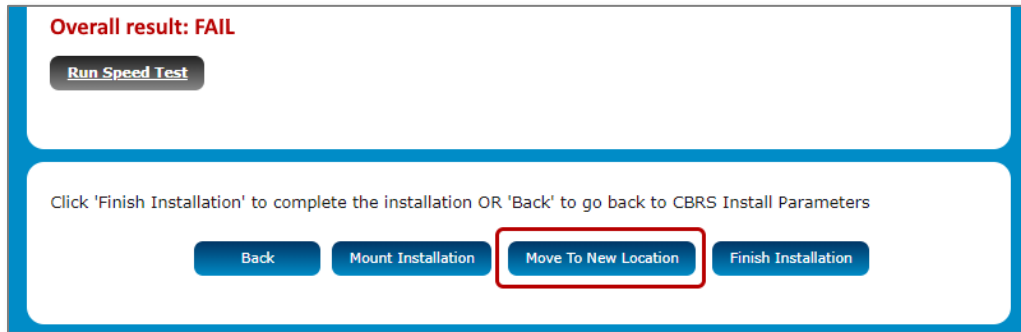 Overall result: FAIL
Run Speed Test
Click 'Finish Installation' to complete the installation OR 'Back' to go back to CBRS Install Parameters
Back Mount Installation Move To New Location Finish Installation